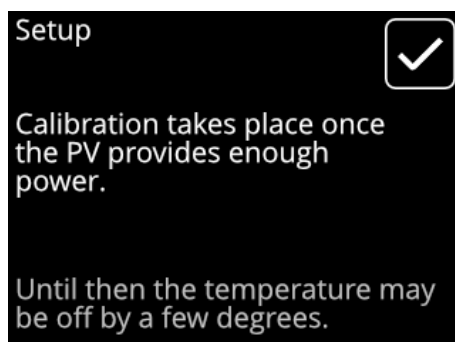 Setup
Calibration takes place once
the PV provides enough
power.
Until then the temperature may
be off by a few degrees.